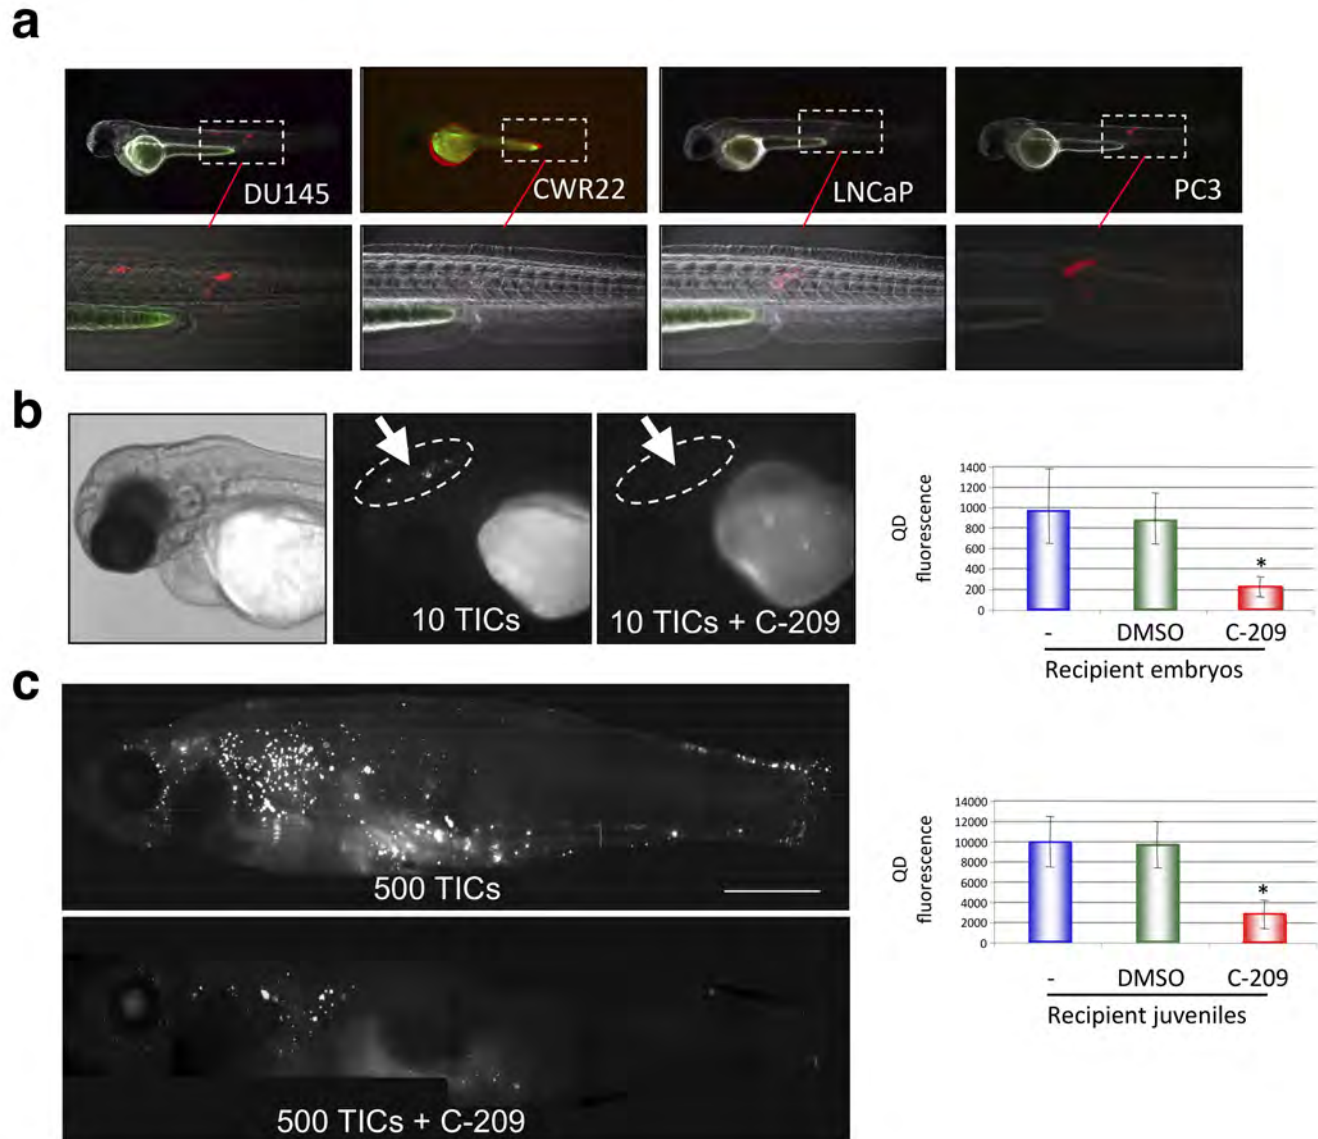 a
DU145
CWR22
LNCaP
PC3
b
10 TICs
10 TICs + C-209
QD
fluorescence
1400
1200
1000
800
600
400
200
0
*
-
DMSO
C-209
Recipient embryos
c
500 TICs
500 TICs + C-209
QD
fluorescence
14000
12000
10000
8000
6000
4000
2000
0
*
-
DMSO
C-209
Recipient juveniles